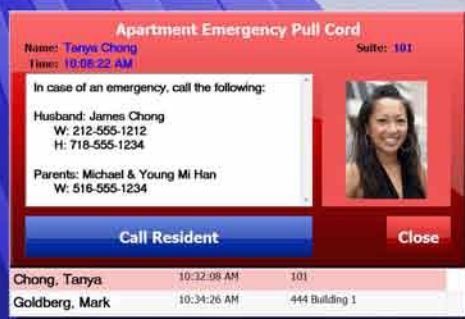 Apartment Emergency Pull Cord
Name: Tanya Chong Suite: 101
Time: 10:08:22 AM
In case of an emergency, call the following:
Husband: James Chong
W: 212-555-1212
H: 718-555-1234
Parents: Michael & Young Mi Han
W: 516-555-1234
Call Resident Close
Chong, Tanya 10:32:08 AM 101
Goldberg, Mark 10:34:26 AM 444 Building 1